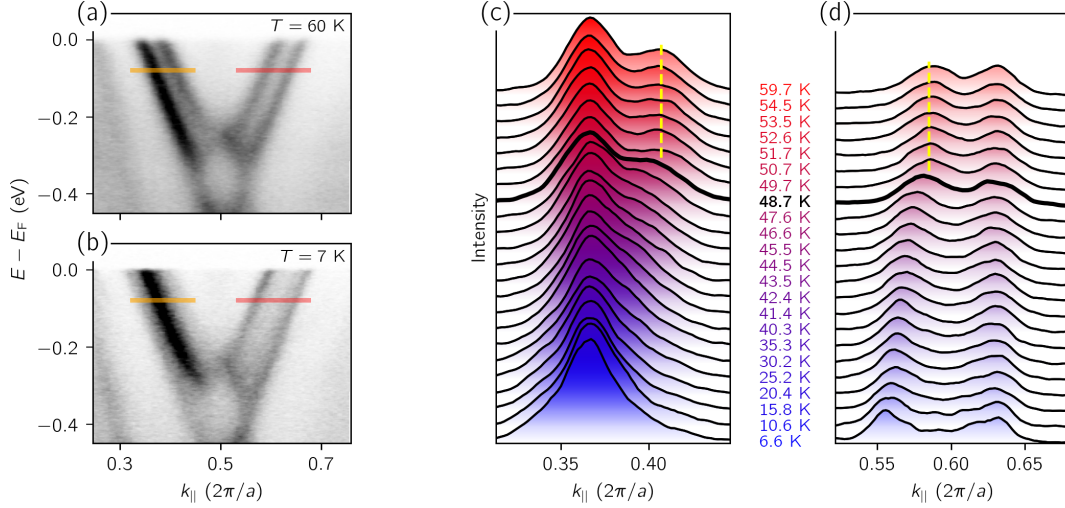 (a)
T = 60 K
0.0
−0.2
−0.4
E − E_F (eV)
(b)
T = 7 K
0.0
−0.2
−0.4
0.3
0.5
0.7
k_|| (2π/a)
(c)
Intensity
0.35
0.40
k_|| (2π/a)
59.7 K
54.5 K
53.5 K
52.6 K
51.7 K
50.7 K
49.7 K
48.7 K
47.6 K
46.6 K
45.5 K
44.5 K
43.5 K
42.4 K
41.4 K
40.3 K
35.3 K
30.2 K
25.2 K
20.4 K
15.8 K
10.6 K
6.6 K
(d)
0.55
0.60
0.65
k_|| (2π/a)